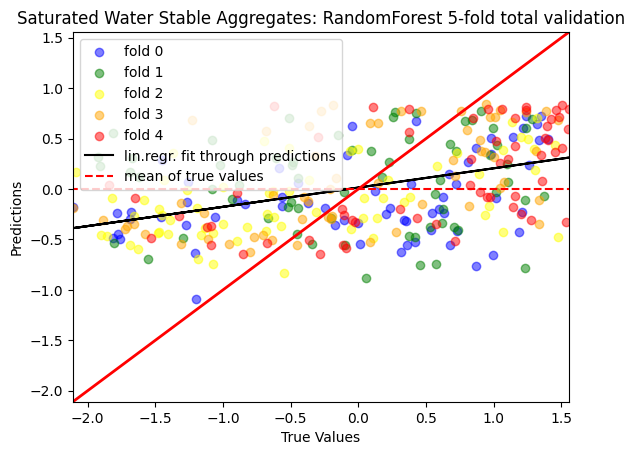 Saturated Water Stable Aggregates: RandomForest 5-fold total validation
fold 0
fold 1
fold 2
fold 3
fold 4
lin.regr. fit through predictions
mean of true values
Predictions
1.5
1.0
0.5
0.0
−0.5
−1.0
−1.5
−2.0
−2.0 −1.5 −1.0 −0.5 0.0 0.5 1.0 1.5
True Values